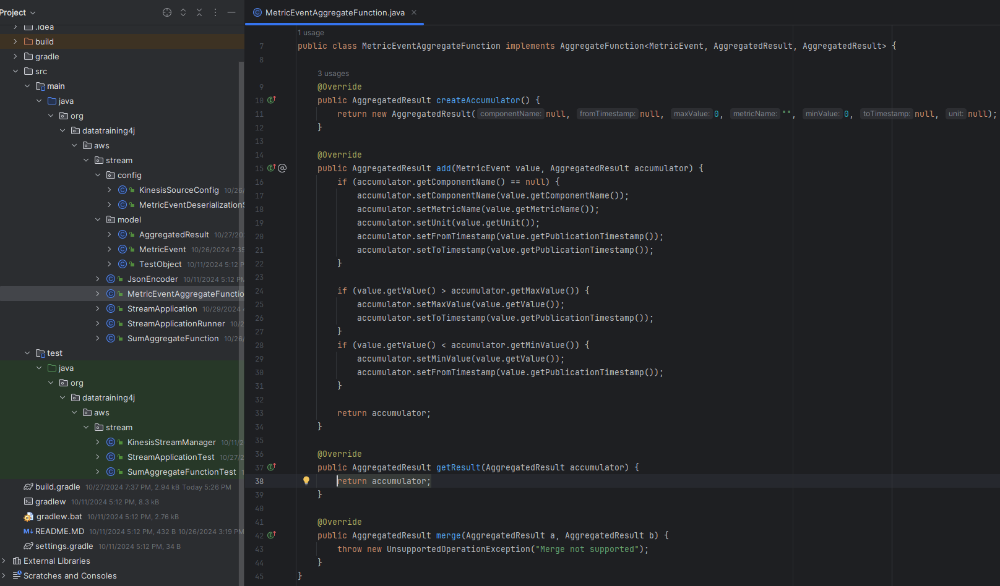 Project
MetricEventAggregateFunction.java
.idea
build
gradle
src
main
java
org
datatraining4j
aws
stream
config
KinesisSourceConfig 10/26/
MetricEventDeserializationS
model
AggregatedResult 10/27/202
MetricEvent 10/26/2024 7:35
TestObject 10/11/2024 5:12 P
JsonEncoder 10/11/2024 5:12 PM
MetricEventAggregateFunctio
StreamApplication 10/29/2024
StreamApplicationRunner 10/2
SumAggregateFunction 10/26/
test
java
org
datatraining4j
aws
stream
KinesisStreamManager 10/11/2
StreamApplicationTest 10/27/2
SumAggregateFunctionTest
build.gradle 10/27/2024 7:37 PM, 2.94 kB Today 5:26 PM
gradlew 10/11/2024 5:12 PM, 8.3 kB
gradlew.bat 10/11/2024 5:12 PM, 2.76 kB
M↓ README.MD 10/11/2024 5:12 PM, 432 B 10/26/2024 3:19 PM
settings.gradle 10/11/2024 5:12 PM, 34 B
External Libraries
Scratches and Consoles
1 usage
7 public class MetricEventAggregateFunction implements AggregateFunction<MetricEvent, AggregatedResult, AggregatedResult> {
8
3 usages
9 @Override
10 public AggregatedResult createAccumulator() {
11 return new AggregatedResult( componentName: null, fromTimestamp: null, maxValue: 0, metricName: "", minValue: 0, toTimestamp: null, unit: null);
12 }
13
14 @Override
15 @ public AggregatedResult add(MetricEvent value, AggregatedResult accumulator) {
16 if (accumulator.getComponentName() == null) {
17 accumulator.setComponentName(value.getComponentName());
18 accumulator.setMetricName(value.getMetricName());
19 accumulator.setUnit(value.getUnit());
20 accumulator.setFromTimestamp(value.getPublicationTimestamp());
21 accumulator.setToTimestamp(value.getPublicationTimestamp());
22 }
23
24 if (value.getValue() > accumulator.getMaxValue()) {
25 accumulator.setMaxValue(value.getValue());
26 accumulator.setToTimestamp(value.getPublicationTimestamp());
27 }
28 if (value.getValue() < accumulator.getMinValue()) {
29 accumulator.setMinValue(value.getValue());
30 accumulator.setFromTimestamp(value.getPublicationTimestamp());
31 }
32
33 return accumulator;
34 }
35
36 @Override
37 public AggregatedResult getResult(AggregatedResult accumulator) {
38 return accumulator;
39 }
40
41 @Override
42 public AggregatedResult merge(AggregatedResult a, AggregatedResult b) {
43 throw new UnsupportedOperationException("Merge not supported");
44 }
45 }